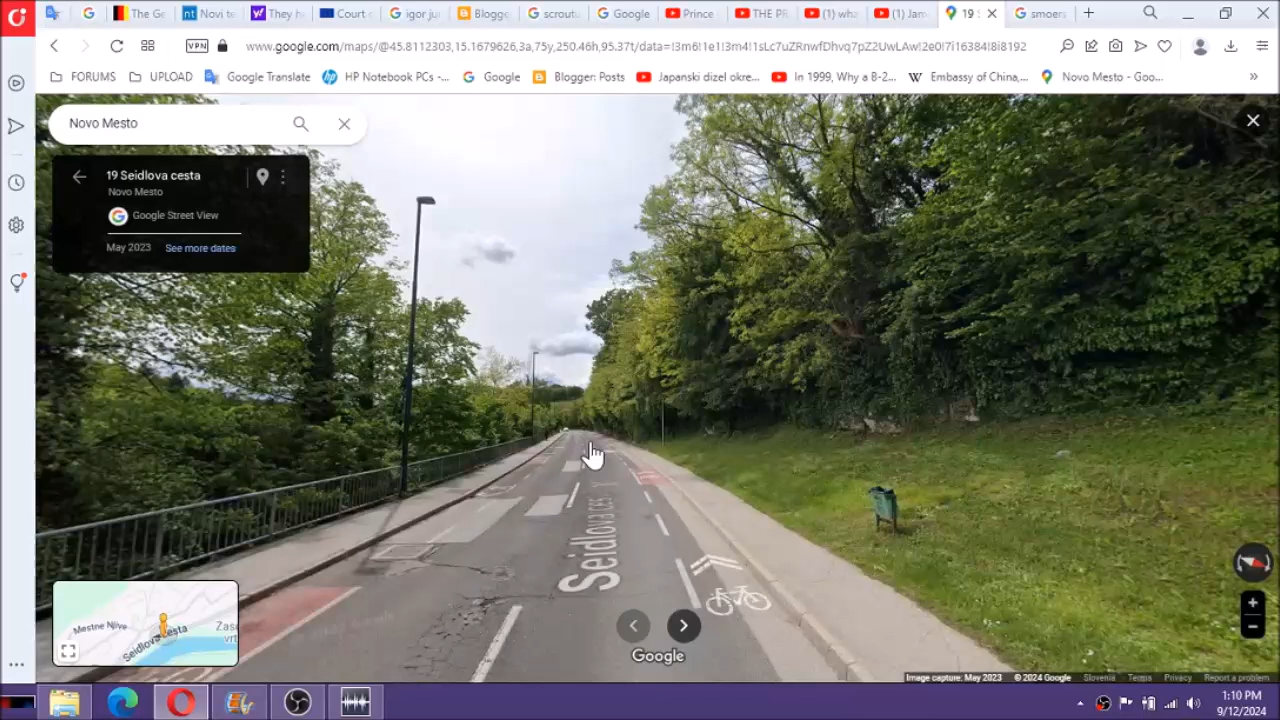 The Ge
Novi te
They h
Court c
igor ju
Blogge
scroutu
Google
Prince
THE PR
(1) wha
(1) Jam
19
smoers
VPN
www.google.com/maps/@45.8112303,15.1679626,3a,75y,250.46h,95.37t/data=!3m6!1e1!3m4!1sLc7uZRnwfDhvq7pZ2UwLAw!2e0!7i16384!8i8192
FORUMS
UPLOAD
Google Translate
HP Notebook PCs -...
Google
Blogger: Posts
Japanski dizel okre...
In 1999, Why a B-2...
Embassy of China,...
Novo Mesto - Goo...
Novo Mesto
19 Seidlova cesta
Novo Mesto
Google Street View
May 2023 See more dates
Seidlova ces
Mestne Njive
Seidlova cesta
Google
Image capture: May 2023 © 2024 Google Slovenia Terms Privacy Report a problem
1:10 PM
9/12/2024